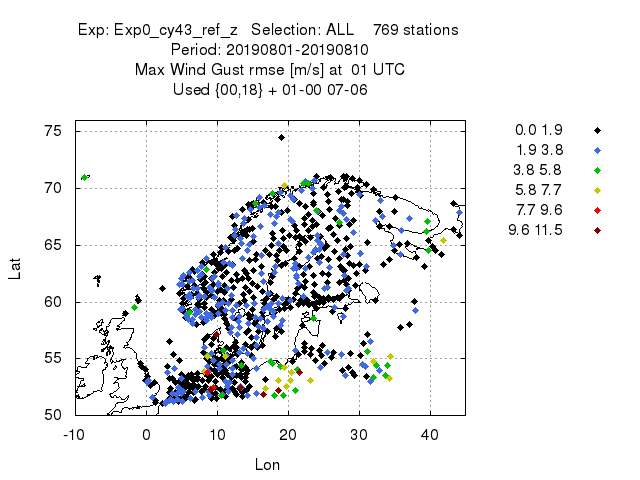 Exp: Exp0_cy43_ref_z   Selection: ALL    769 stations
Period: 20190801-20190810
Max Wind Gust rmse [m/s] at  01 UTC
Used {00,18} + 01-00 07-06
0.0 1.9
1.9 3.8
3.8 5.8
5.8 7.7
7.7 9.6
9.6 11.5
75
70
65
60
55
50
Lat
-10 0 10 20 30 40
Lon